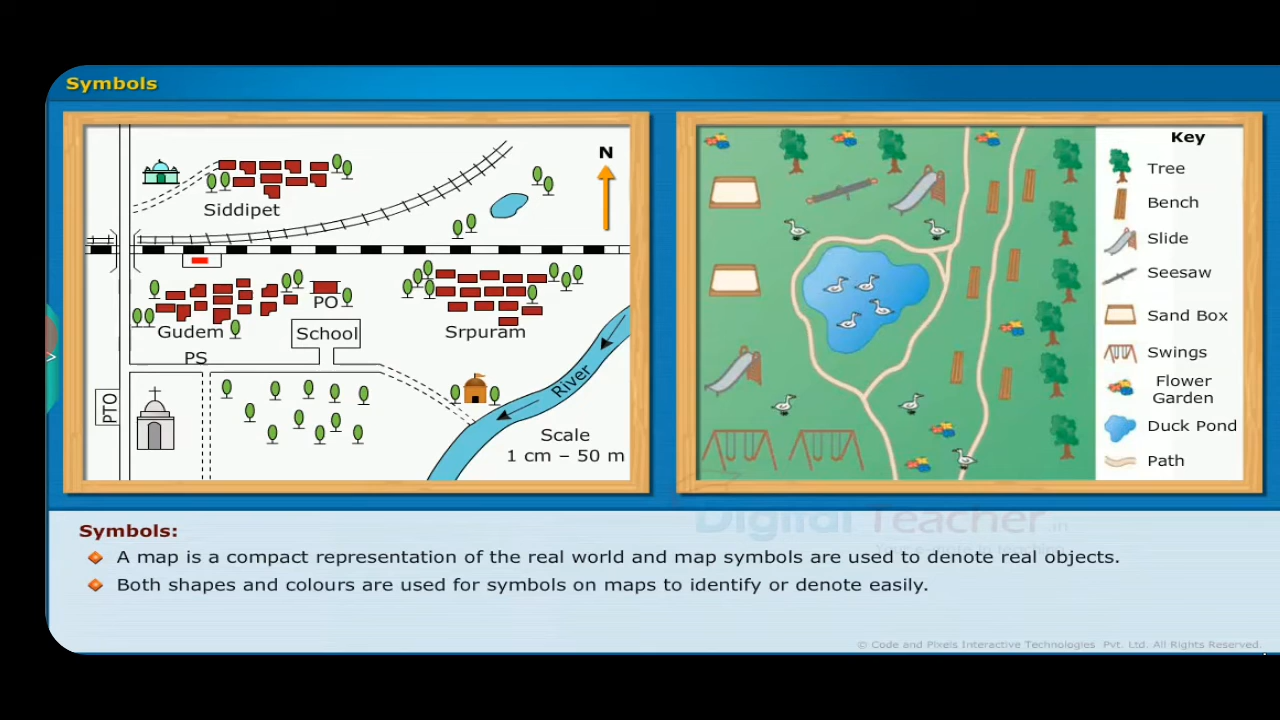 Symbols
N
Siddipet
PO
Gudem
School
Srpuram
PS
PTO
River
Scale
1 cm – 50 m
Key
Tree
Bench
Slide
Seesaw
Sand Box
Swings
Flower
Garden
Duck Pond
Path
Digital Teacher.in
Symbols:
A map is a compact representation of the real world and map symbols are used to denote real objects.
Both shapes and colours are used for symbols on maps to identify or denote easily.
© Code and Pixels Interactive Technologies Pvt. Ltd. All Rights Reserved.